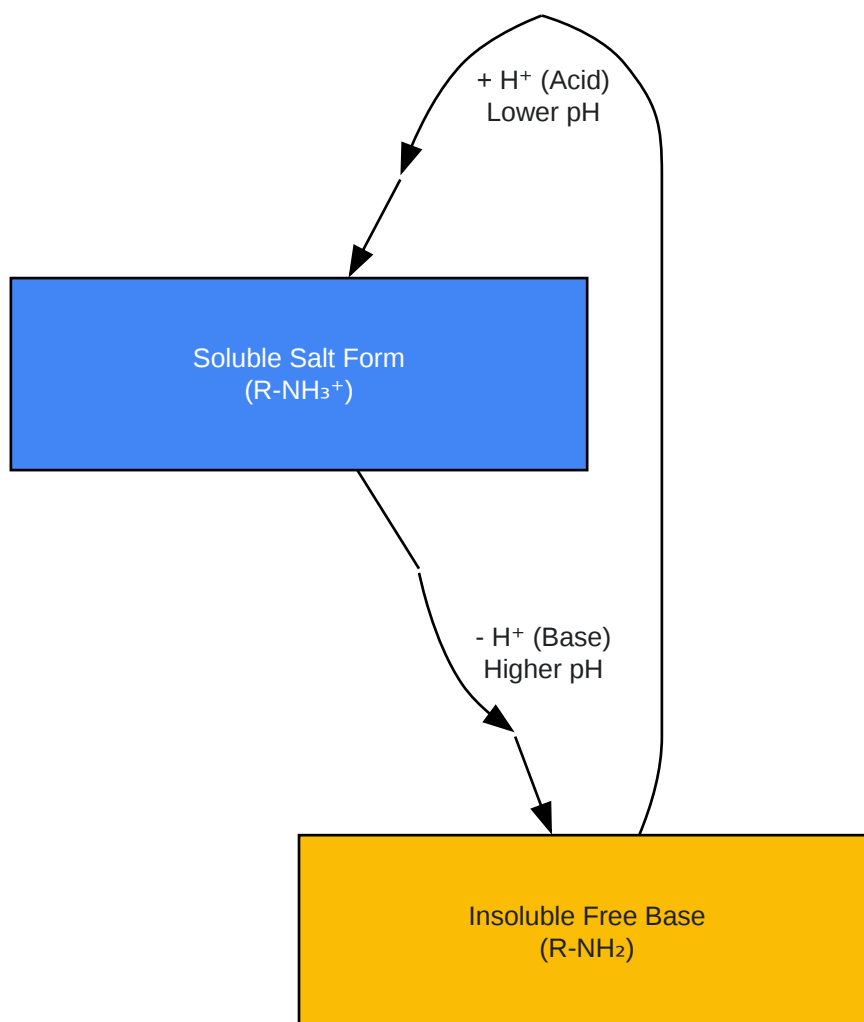 + H⁺ (Acid)
Lower pH
Soluble Salt Form
(R-NH₃⁺)
- H⁺ (Base)
Higher pH
Insoluble Free Base
(R-NH₂)